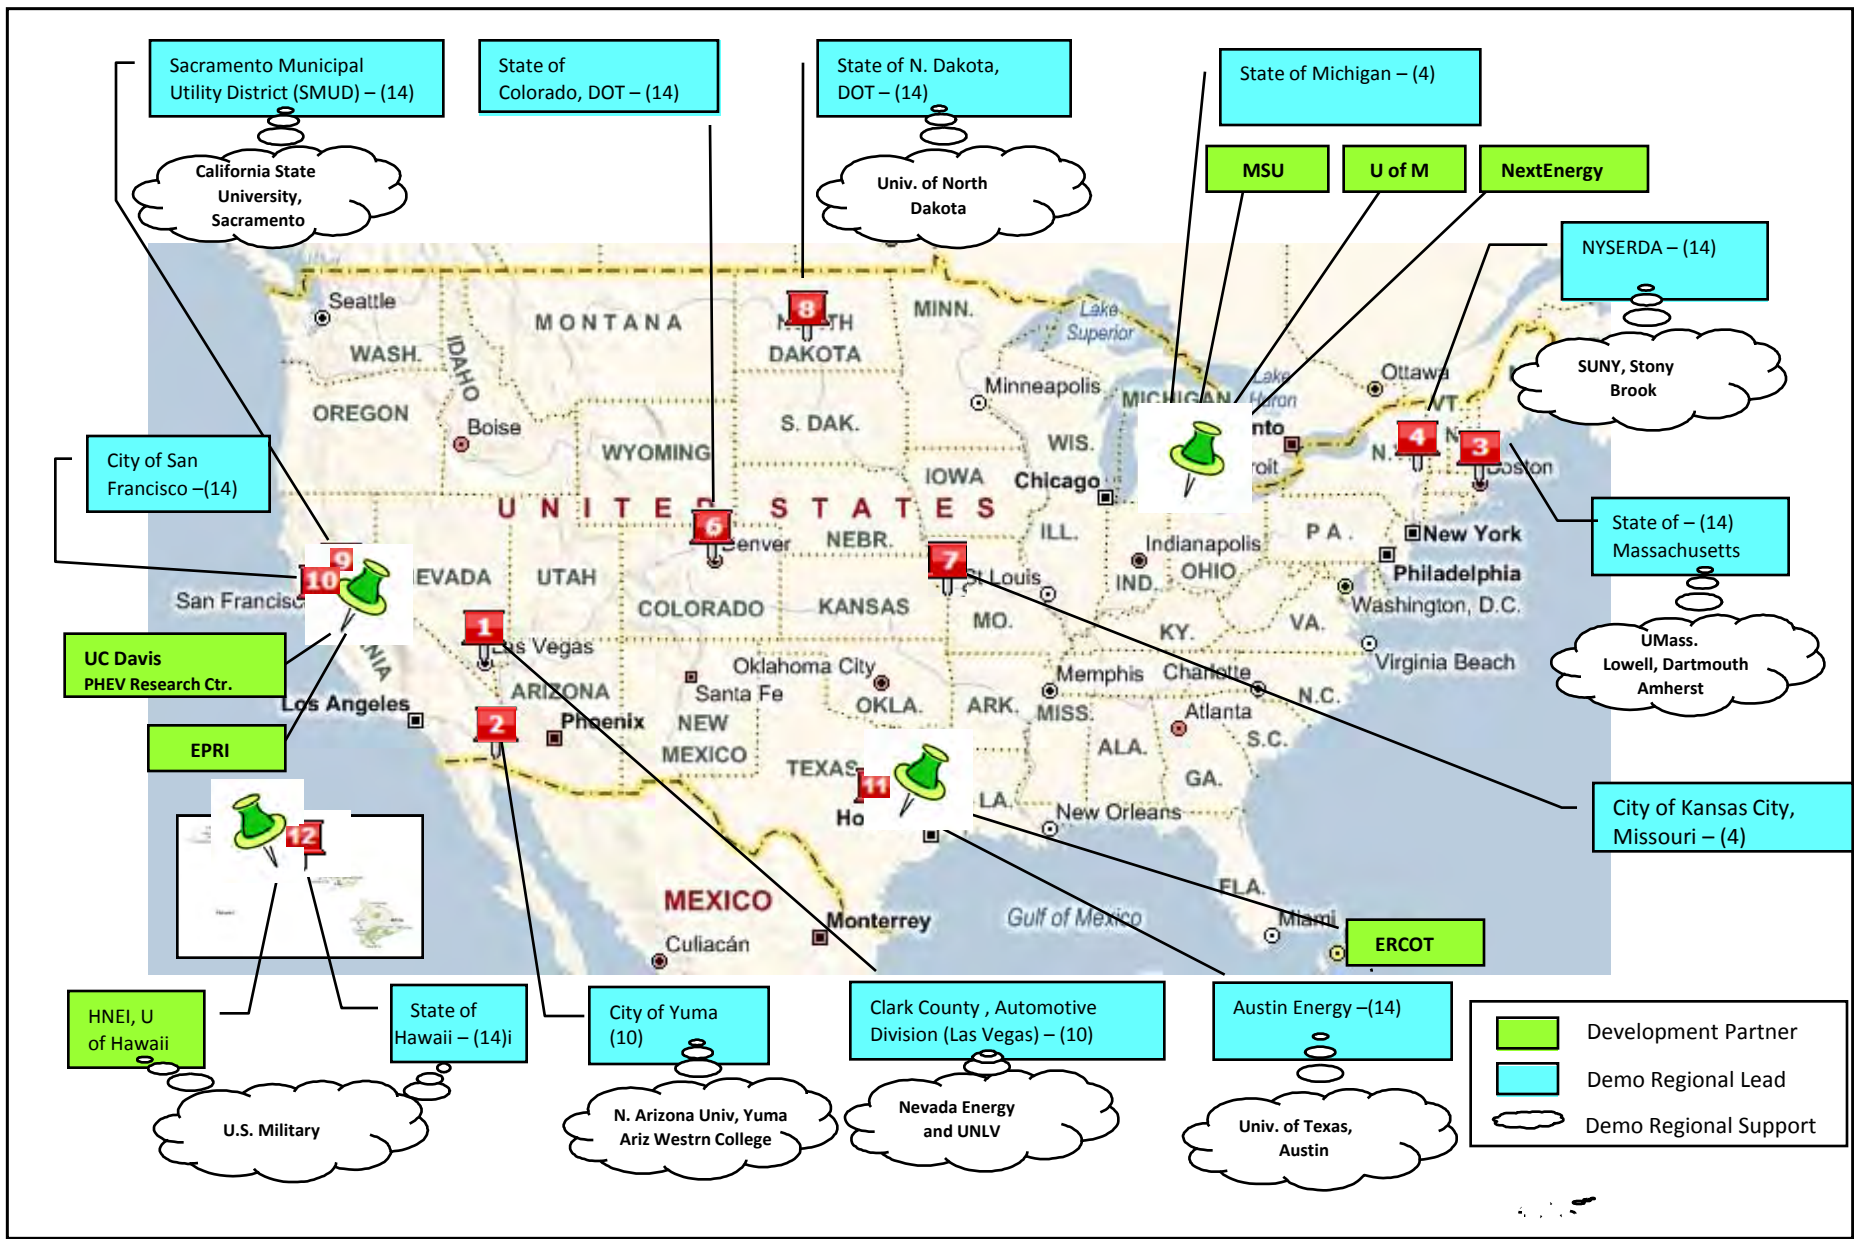 Sacramento Municipal
Utility District (SMUD) – (14)
State of
Colorado, DOT – (14)
State of N. Dakota,
DOT – (14)
State of Michigan – (4)
California State
University,
Sacramento
Univ. of North
Dakota
MSU
U of M
NextEnergy
NYSERDA – (14)
SUNY, Stony
Brook
City of San
Francisco –(14)
State of – (14)
Massachusetts
UMass.
Lowell, Dartmouth
Amherst
UC Davis
PHEV Research Ctr.
EPRI
City of Kansas City,
Missouri – (4)
ERCOT
HNEI, U
of Hawaii
State of
Hawaii – (14)i
City of Yuma
(10)
Clark County , Automotive
Division (Las Vegas) – (10)
Austin Energy –(14)
U.S. Military
N. Arizona Univ, Yuma
Ariz Westrn College
Nevada Energy
and UNLV
Univ. of Texas,
Austin
Development Partner
Demo Regional Lead
Demo Regional Support
Seattle
WASH.
MONTANA
IDAHO
8
DAKOTA
MINN.
Lake
Superior
Minneapolis
OREGON
Boise
WYOMING
S. DAK.
WIS.
MICHIGAN
Lake
Huron
Ottawa
VT.
4
3
Boston
IOWA
Chicago
UNITED STATES
6
Denver
NEBR.
ILL.
Indianapolis
IND.
OHIO
PA.
New York
Philadelphia
Washington, D.C.
9
10
San Francisc
NEVADA
UTAH
COLORADO
KANSAS
7
St Louis
MO.
KY.
VA.
Virginia Beach
1
Las Vegas
Los Angeles
ARIZONA
2
Phoenix
Santa Fe
NEW
MEXICO
Oklahoma City
OKLA.
ARK.
Memphis
Charlotte
N.C.
MISS.
ALA.
Atlanta
GA.
S.C.
TEXAS
11
Ho
LA.
New Orleans
FLA.
Miami
Gulf of Mexico
MEXICO
Monterrey
Culiacán
12